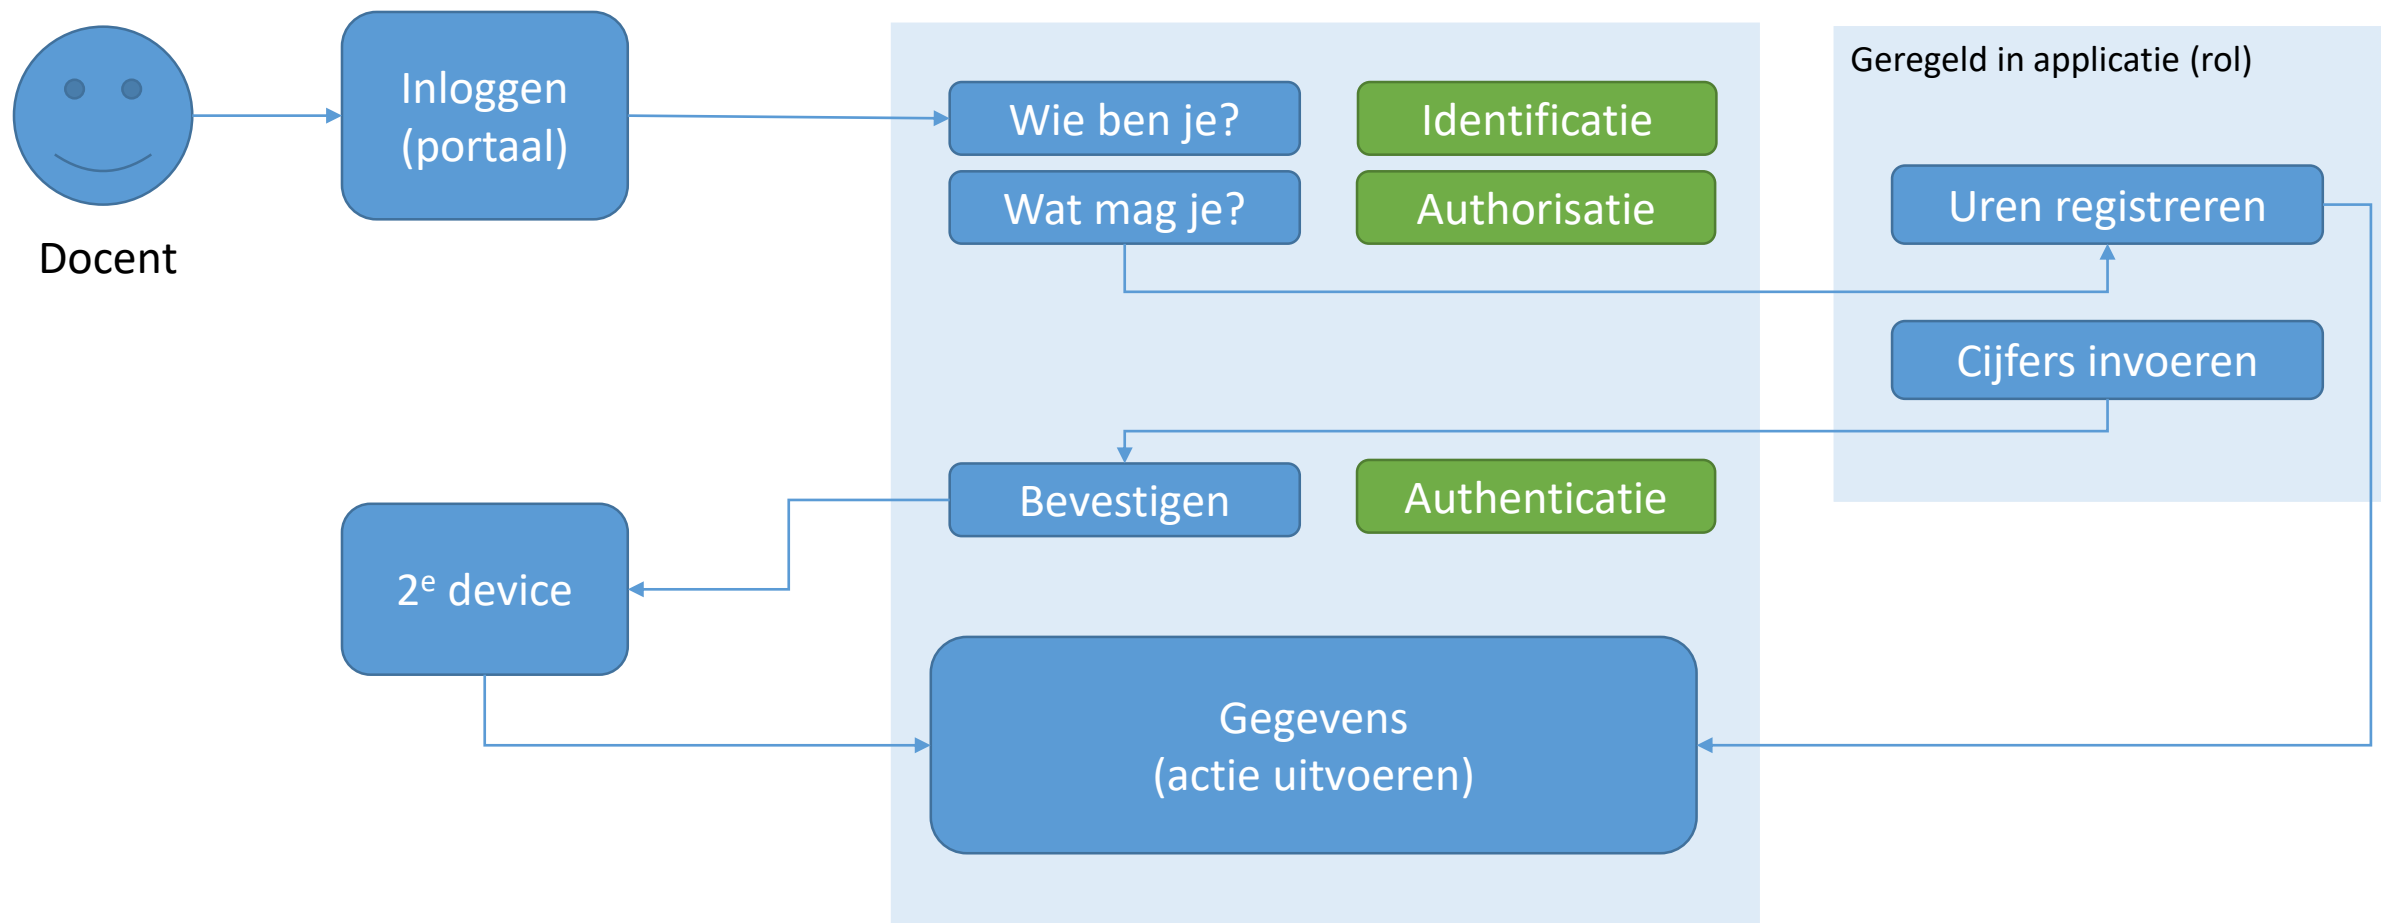 Docent
Inloggen
(portaal)
Wie ben je?
Identificatie
Wat mag je?
Authorisatie
Geregeld in applicatie (rol)
Uren registreren
Cijfers invoeren
Bevestigen
Authenticatie
2e device
Gegevens
(actie uitvoeren)